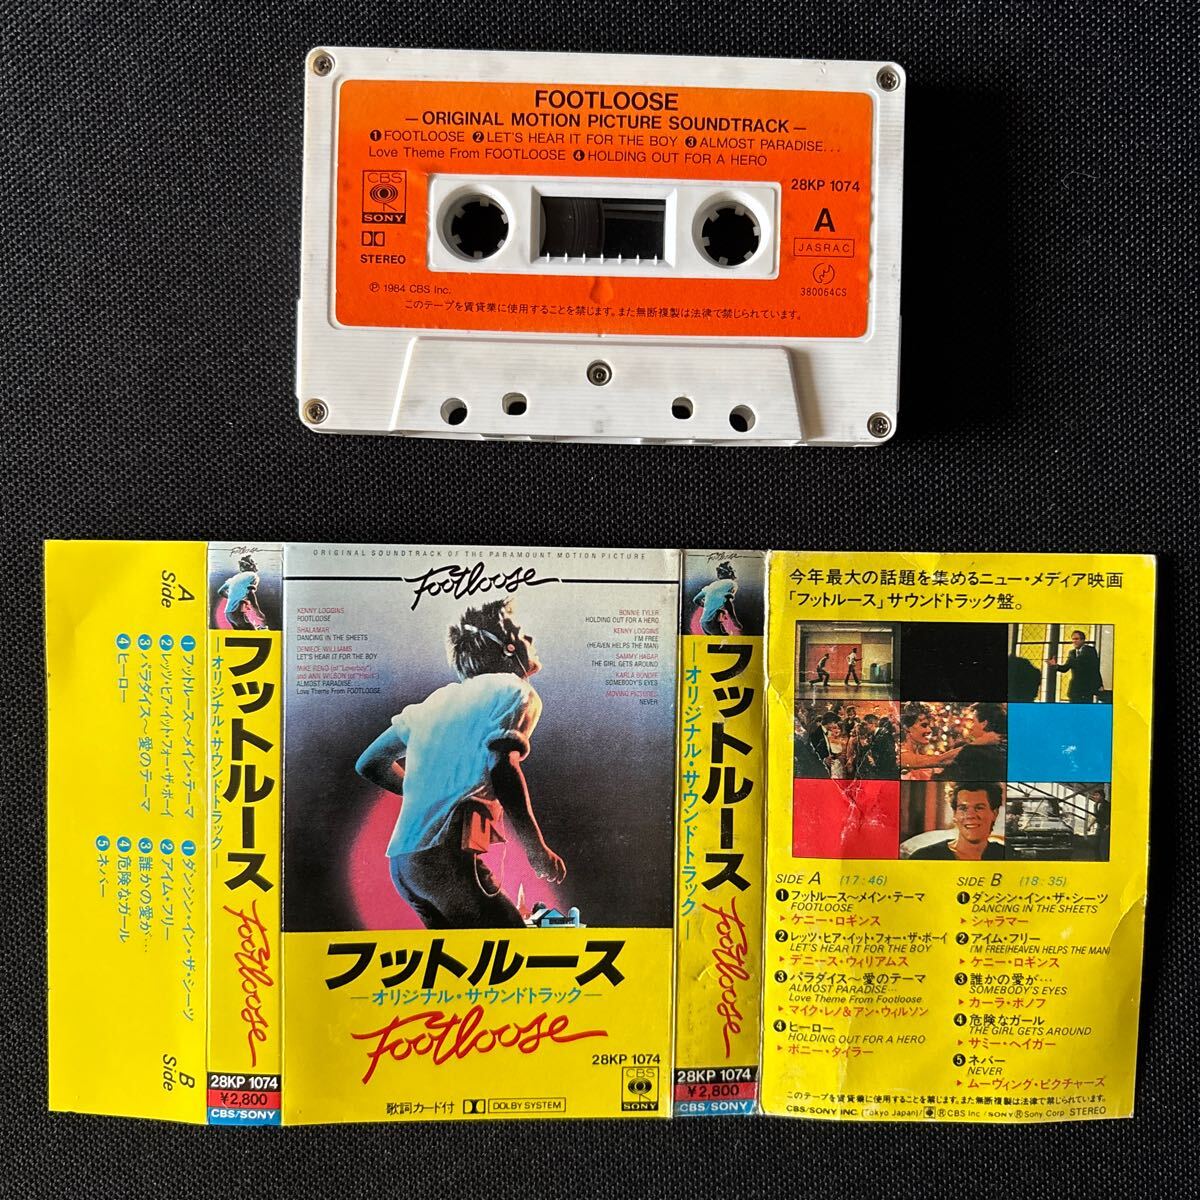 FOOTLOOSE
— ORIGINAL MOTION PICTURE SOUNDTRACK —
❶ FOOTLOOSE ❷ LET'S HEAR IT FOR THE BOY ❸ ALMOST PARADISE...
Love Theme From FOOTLOOSE ❹ HOLDING OUT FOR A HERO
CBS
SONY
STEREO
28KP 1074
A
JASRAC
380064CS
Ⓟ 1984 CBS Inc.
このテープを賃貸業に使用することを禁じます。また無断複製は法律で禁じられています。
Side A
❶フットルース〜メイン・テーマ
❷レッツ・ヒア・イット・フォー・ザ・ボーイ
❸パラダイス〜愛のテーマ
❹ヒーロー
Side B
❶ダンシン・イン・ザ・シーツ
❷アイム・フリー
❸誰かの愛が…
❹危険なガール
❺ネバー
Footloose
フットルース
—オリジナル・サウンドトラック—
Footloose
28KP 1074
¥2,800
CBS/SONY
ORIGINAL SOUNDTRACK OF THE PARAMOUNT MOTION PICTURE
Footloose
KENNY LOGGINS
FOOTLOOSE
SHALAMAR
DANCING IN THE SHEETS
DENIECE WILLIAMS
LET'S HEAR IT FOR THE BOY
MIKE RENO (of "Loverboy")
and ANN WILSON (of "Heart")
ALMOST PARADISE...
Love Theme From FOOTLOOSE
BONNIE TYLER
HOLDING OUT FOR A HERO
KENNY LOGGINS
I'M FREE
(HEAVEN HELPS THE MAN)
SAMMY HAGAR
THE GIRL GETS AROUND
KARLA BONOFF
SOMEBODY'S EYES
MOVING PICTURES
NEVER
フットルース
—オリジナル・サウンドトラック—
Footloose
28KP 1074
歌詞カード付
DOLBY SYSTEM
CBS
SONY
Footloose
フットルース
—オリジナル・サウンドトラック—
Footloose
28KP 1074
¥2,800
CBS/SONY
今年最大の話題を集めるニュー・メディア映画
「フットルース」サウンドトラック盤。
SIDE A (17:46)
❶フットルース〜メイン・テーマ
FOOTLOOSE
▶ケニー・ロギンス
❷レッツ・ヒア・イット・フォー・ザ・ボーイ
LET'S HEAR IT FOR THE BOY
▶デニース・ウィリアムス
❸パラダイス〜愛のテーマ
ALMOST PARADISE...
Love Theme From Footloose
▶マイク・レノ&アン・ウィルソン
❹ヒーロー
HOLDING OUT FOR A HERO
▶ボニー・タイラー
SIDE B (18:35)
❶ダンシン・イン・ザ・シーツ
DANCING IN THE SHEETS
▶シャラマー
❷アイム・フリー
I'M FREE(HEAVEN HELPS THE MAN)
▶ケニー・ロギンス
❸誰かの愛が…
SOMEBODY'S EYES
▶カーラ・ボノフ
❹危険なガール
THE GIRL GETS AROUND
▶サミー・ヘイガー
❺ネバー
NEVER
▶ムーヴィング・ピクチャーズ
このテープを賃貸業に使用することを禁じます。また無断複製は法律で禁じられています。
CBS/SONY INC. (Tokyo Japan)/ ® CBS Inc./SONY ® Sony Corp. STEREO